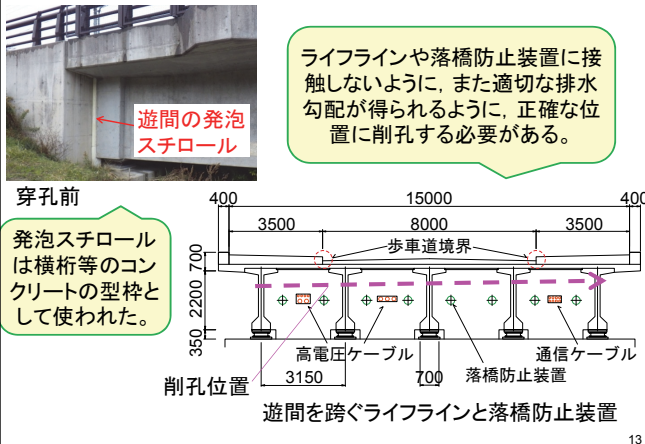 遊間の発泡
スチロール
ライフラインや落橋防止装置に接
触しないように，また適切な排水
勾配が得られるように，正確な位
置に削孔する必要がある。
穿孔前
発泡スチロール
は横桁等のコン
クリートの型枠と
して使われた。
400
15000
400
3500
8000
3500
歩車道境界
700
2200
350
高電圧ケーブル
通信ケーブル
落橋防止装置
削孔位置
3150
700
遊間を跨ぐライフラインと落橋防止装置
13